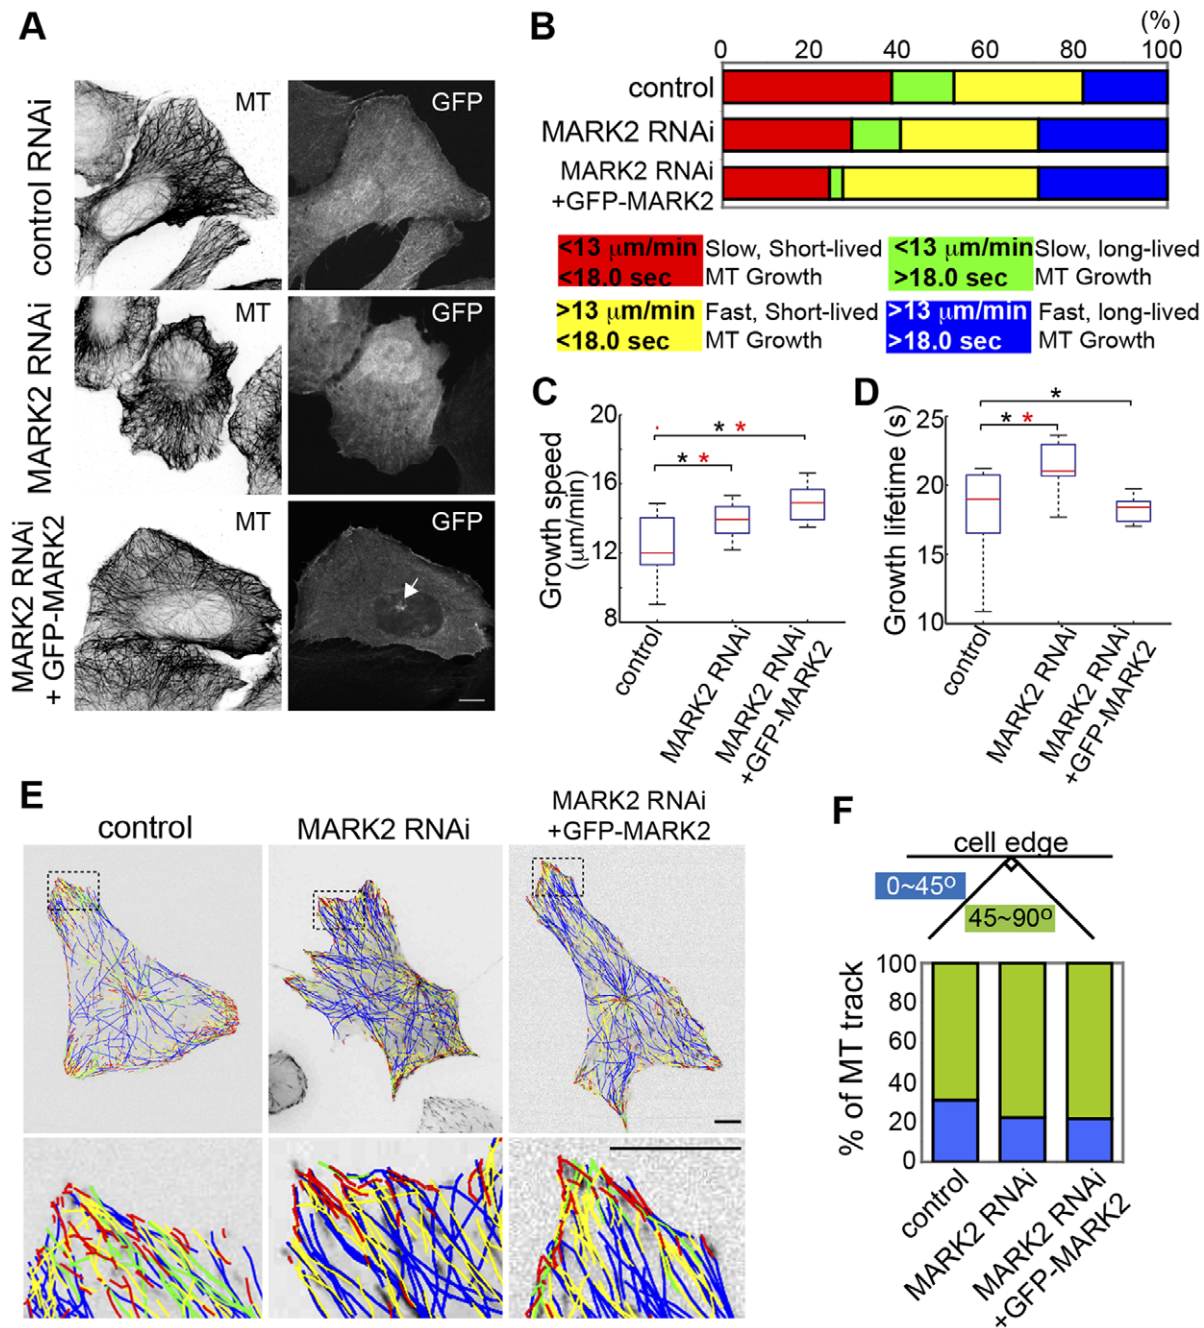 A
control RNAi
MT
GFP
MARK2 RNAi
MT
GFP
MARK2 RNAi
+ GFP-MARK2
MT
GFP
B
(%)
0 20 40 60 80 100
control
MARK2 RNAi
MARK2 RNAi
+GFP-MARK2
<13 μm/min
<18.0 sec
Slow, Short-lived
MT Growth
<13 μm/min
>18.0 sec
Slow, long-lived
MT Growth
>13 μm/min
<18.0 sec
Fast, Short-lived
MT Growth
>13 μm/min
>18.0 sec
Fast, long-lived
MT Growth
C
Growth speed
(μm/min)
20
16
12
8
* *
* *
control
MARK2 RNAi
MARK2 RNAi
+GFP-MARK2
D
Growth lifetime (s)
25
20
15
10
*
* *
control
MARK2 RNAi
MARK2 RNAi
+GFP-MARK2
E
control
MARK2 RNAi
MARK2 RNAi
+GFP-MARK2
F
cell edge
0~45º
45~90º
% of MT track
100
80
60
40
20
0
control
MARK2 RNAi
MARK2 RNAi
+GFP-MARK2